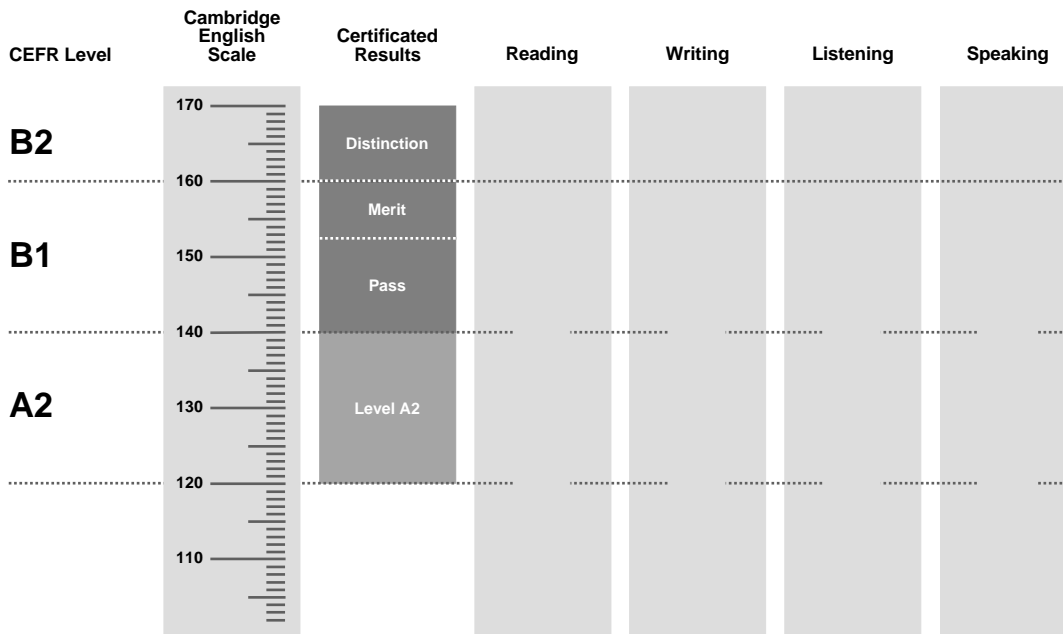 CEFR Level
Cambridge
English
Scale
Certificated
Results
Reading
Writing
Listening
Speaking
170
B2
Distinction
160
Merit
B1
150
Pass
140
A2
130
Level A2
120
110